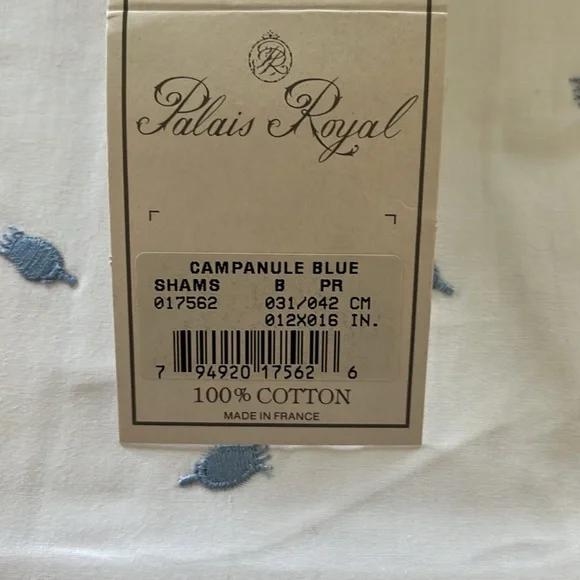 PR
Palais Royal
CAMPANULE BLUE
SHAMS B PR
017562 031/042 CM
012X016 IN.
7 94920 17562 6
100% COTTON
MADE IN FRANCE